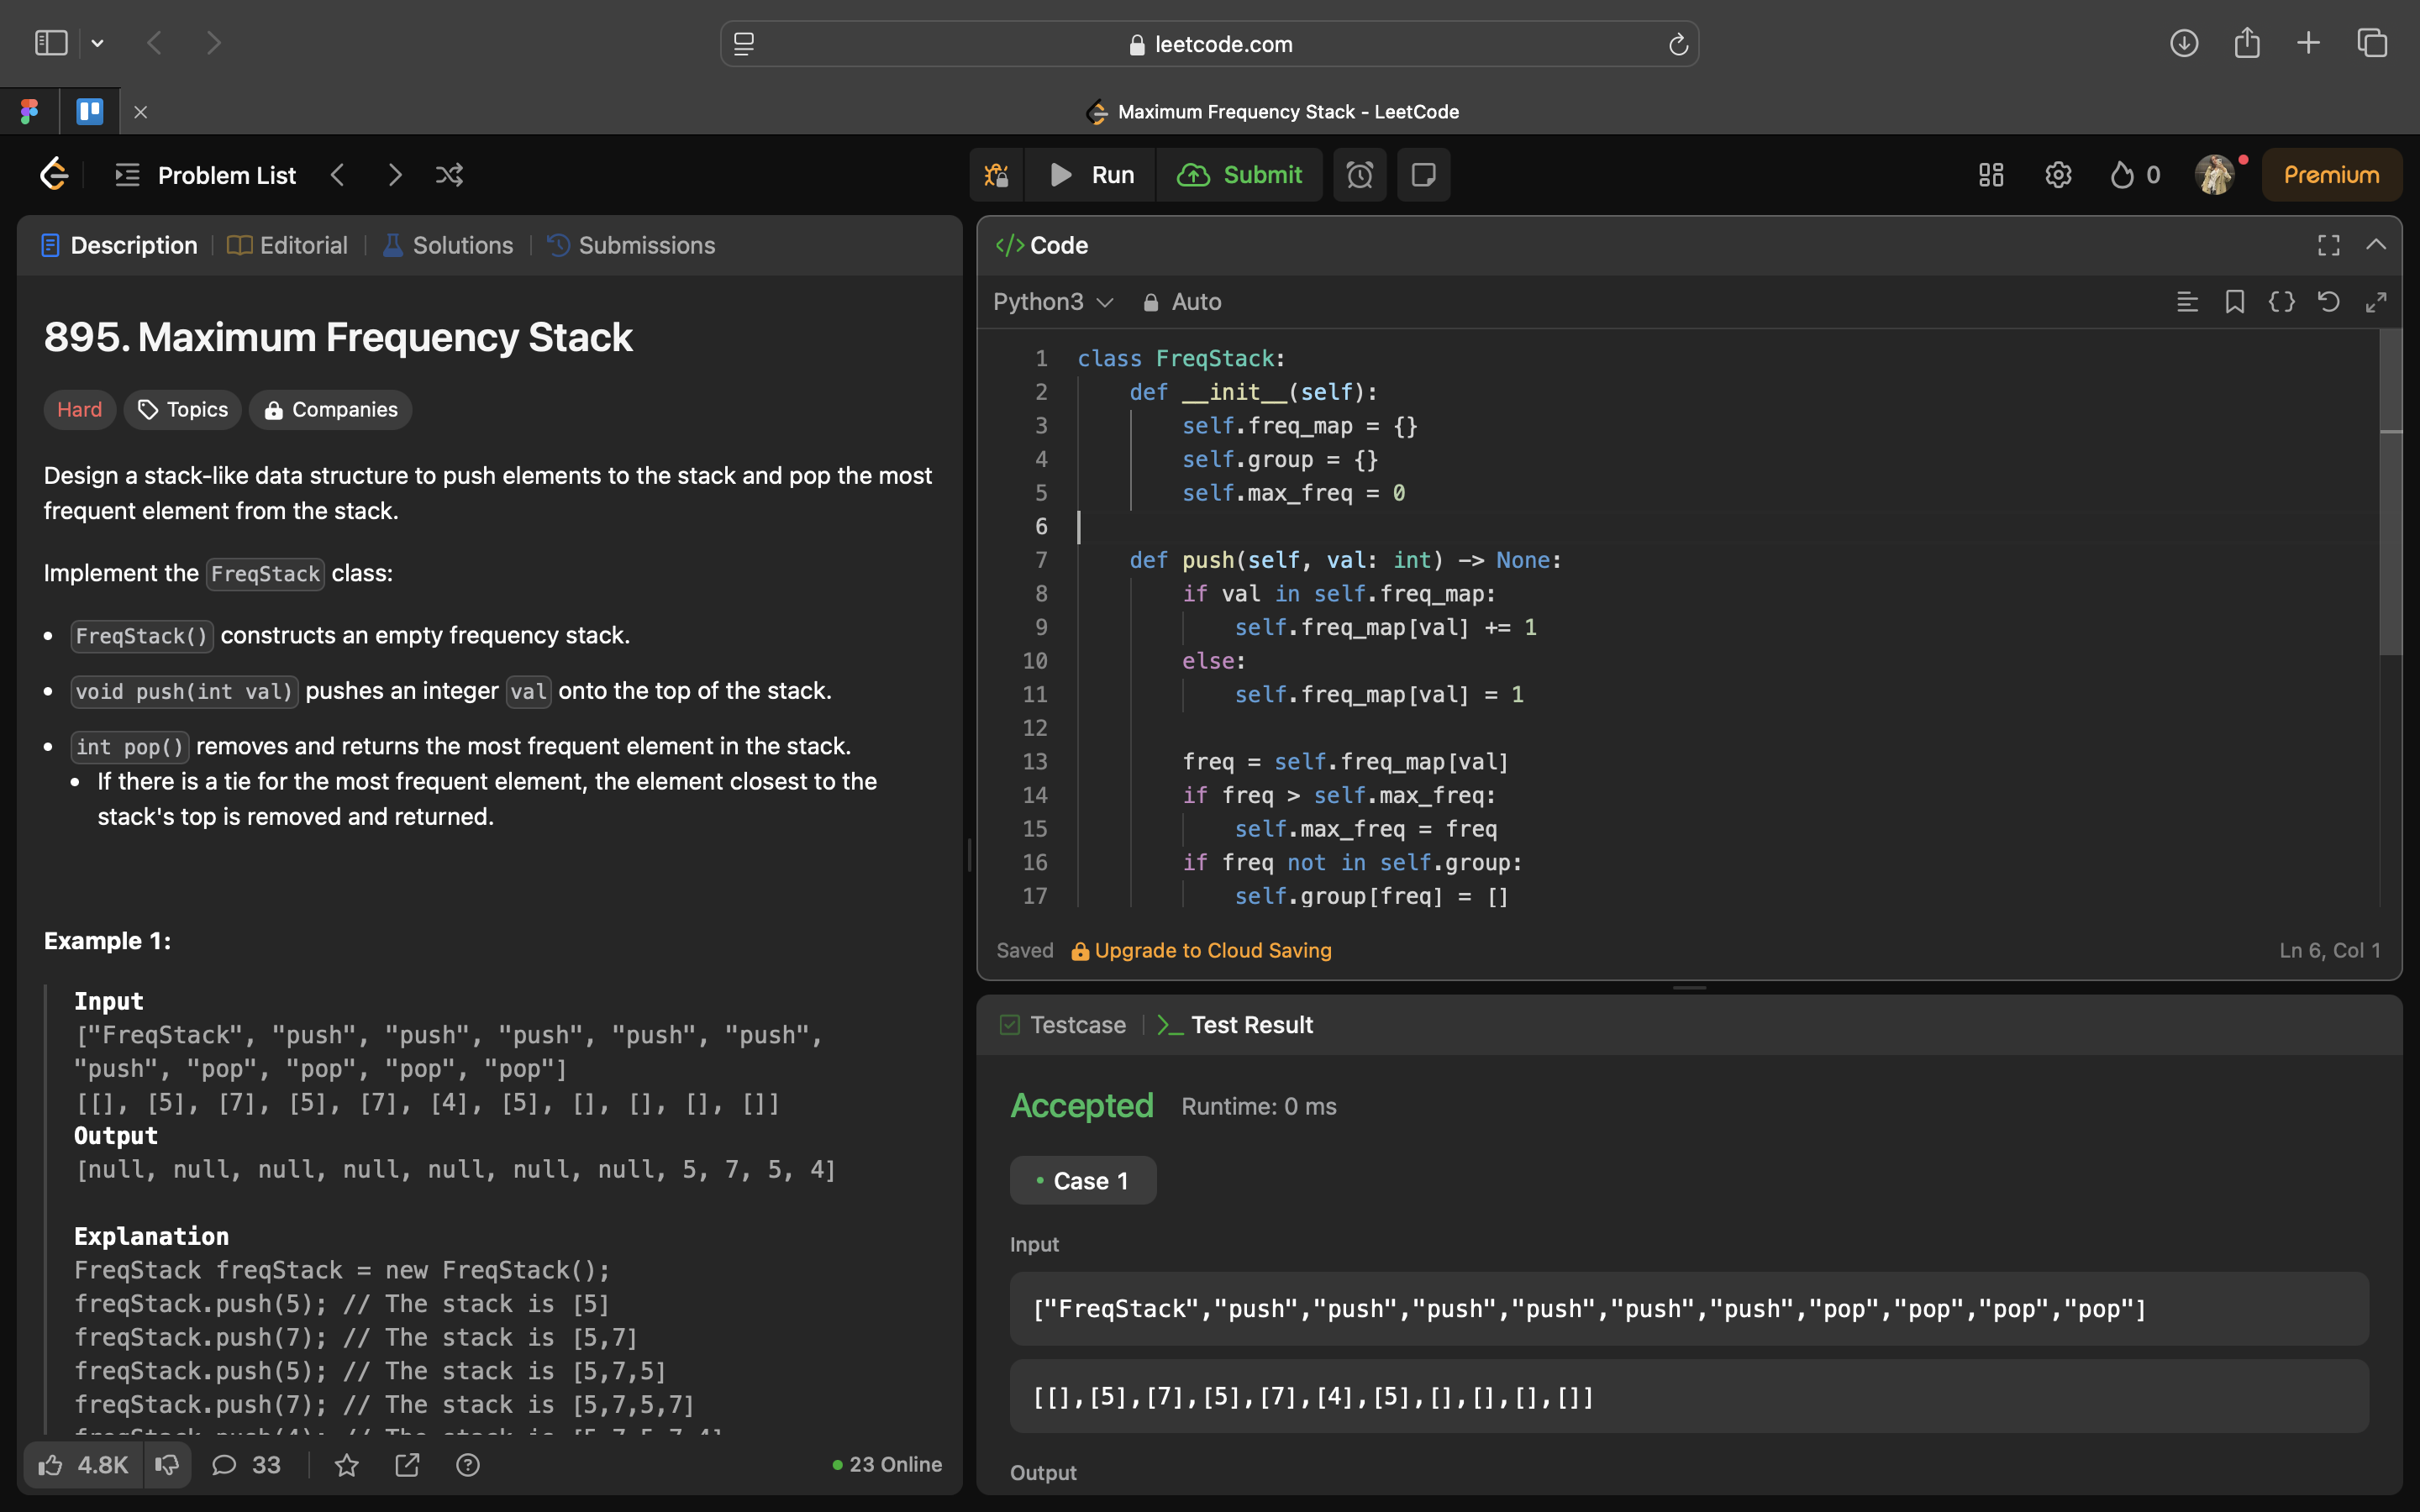 leetcode.com
Maximum Frequency Stack - LeetCode
Problem List
Run
Submit
0
Premium
Description
Editorial
Solutions
Submissions
895. Maximum Frequency Stack
Hard
Topics
Companies
Design a stack-like data structure to push elements to the stack and pop the most
frequent element from the stack.
Implement the FreqStack class:
• FreqStack() constructs an empty frequency stack.
• void push(int val) pushes an integer val onto the top of the stack.
• int pop() removes and returns the most frequent element in the stack.
• If there is a tie for the most frequent element, the element closest to the
stack's top is removed and returned.
Example 1:
Input
["FreqStack", "push", "push", "push", "push", "push",
"push", "pop", "pop", "pop", "pop"]
[[], [5], [7], [5], [7], [4], [5], [], [], [], []]
Output
[null, null, null, null, null, null, null, 5, 7, 5, 4]
Explanation
FreqStack freqStack = new FreqStack();
freqStack.push(5); // The stack is [5]
freqStack.push(7); // The stack is [5,7]
freqStack.push(5); // The stack is [5,7,5]
freqStack.push(7); // The stack is [5,7,5,7]
freqStack.push(4); // The stack is [5,7,5,7,4]
4.8K
33
23 Online
</> Code
Python3
Auto
1 class FreqStack:
2     def __init__(self):
3         self.freq_map = {}
4         self.group = {}
5         self.max_freq = 0
6
7     def push(self, val: int) -> None:
8         if val in self.freq_map:
9             self.freq_map[val] += 1
10         else:
11             self.freq_map[val] = 1
12
13         freq = self.freq_map[val]
14         if freq > self.max_freq:
15             self.max_freq = freq
16         if freq not in self.group:
17             self.group[freq] = []
Saved
Upgrade to Cloud Saving
Ln 6, Col 1
Testcase
Test Result
Accepted
Runtime: 0 ms
• Case 1
Input
["FreqStack","push","push","push","push","push","push","pop","pop","pop","pop"]
[[],[5],[7],[5],[7],[4],[5],[],[],[],[]]
Output